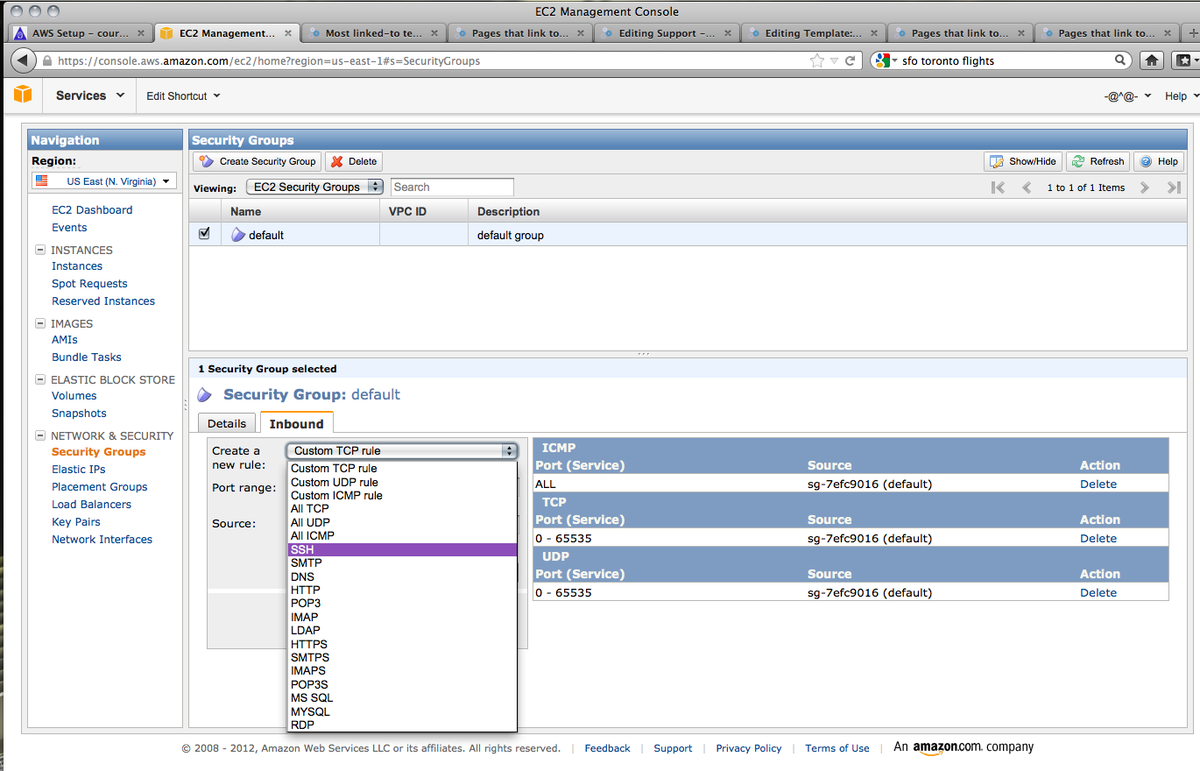 EC2 Management Console
AWS Setup – cour... × EC2 Management... × Most linked-to te... × Pages that link to... × Editing Support –... × Editing Template:... × Pages that link to... × Pages that link to... × +
https://console.aws.amazon.com/ec2/home?region=us-east-1#s=SecurityGroups sfo toronto flights
Services Edit Shortcut -@^@- Help
Navigation
Region:
US East (N. Virginia)
EC2 Dashboard
Events
INSTANCES
Instances
Spot Requests
Reserved Instances
IMAGES
AMIs
Bundle Tasks
ELASTIC BLOCK STORE
Volumes
Snapshots
NETWORK & SECURITY
Security Groups
Elastic IPs
Placement Groups
Load Balancers
Key Pairs
Network Interfaces
Security Groups
Create Security Group Delete Show/Hide Refresh Help
Viewing: EC2 Security Groups Search 1 to 1 of 1 Items
Name VPC ID Description
default default group
1 Security Group selected
Security Group: default
Details Inbound
Create a new rule: Custom TCP rule
Port range:
Source:
Custom TCP rule
Custom UDP rule
Custom ICMP rule
All TCP
All UDP
All ICMP
SSH
SMTP
DNS
HTTP
POP3
IMAP
LDAP
HTTPS
SMTPS
IMAPS
POP3S
MS SQL
MYSQL
RDP
ICMP
Port (Service) Source Action
ALL sg-7efc9016 (default) Delete
TCP
Port (Service) Source Action
0 - 65535 sg-7efc9016 (default) Delete
UDP
Port (Service) Source Action
0 - 65535 sg-7efc9016 (default) Delete
© 2008 - 2012, Amazon Web Services LLC or its affiliates. All rights reserved. | Feedback | Support | Privacy Policy | Terms of Use | An amazon.com. company